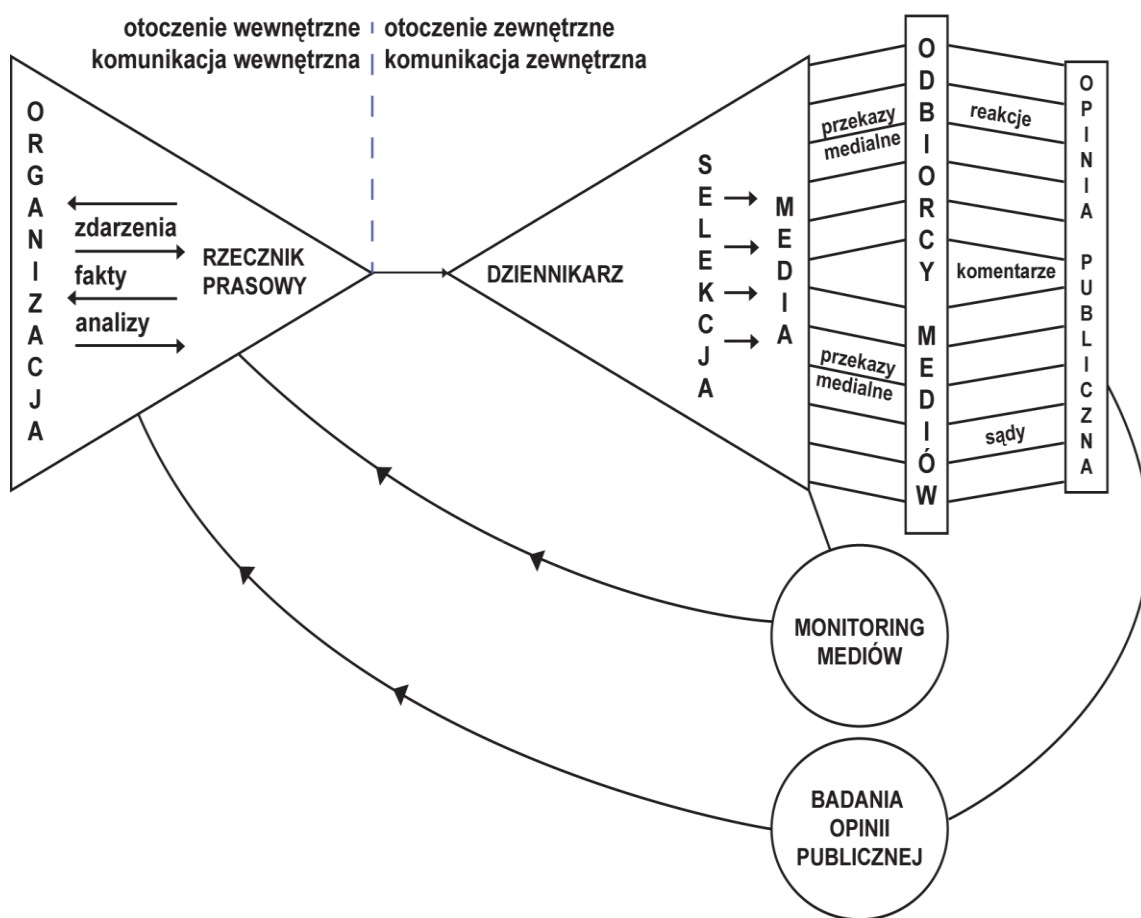 otoczenie wewnętrzne
komunikacja wewnętrzna
otoczenie zewnętrzne
komunikacja zewnętrzna
ORGANIZACJA
zdarzenia
fakty
analizy
RZECZNIK
PRASOWY
DZIENNIKARZ
SELEKCJA
MEDIA
przekazy
medialne
przekazy
medialne
ODBIORCY MEDIÓW
reakcje
komentarze
sądy
OPINIA PUBLICZNA
MONITORING
MEDIÓW
BADANIA
OPINII
PUBLICZNEJ